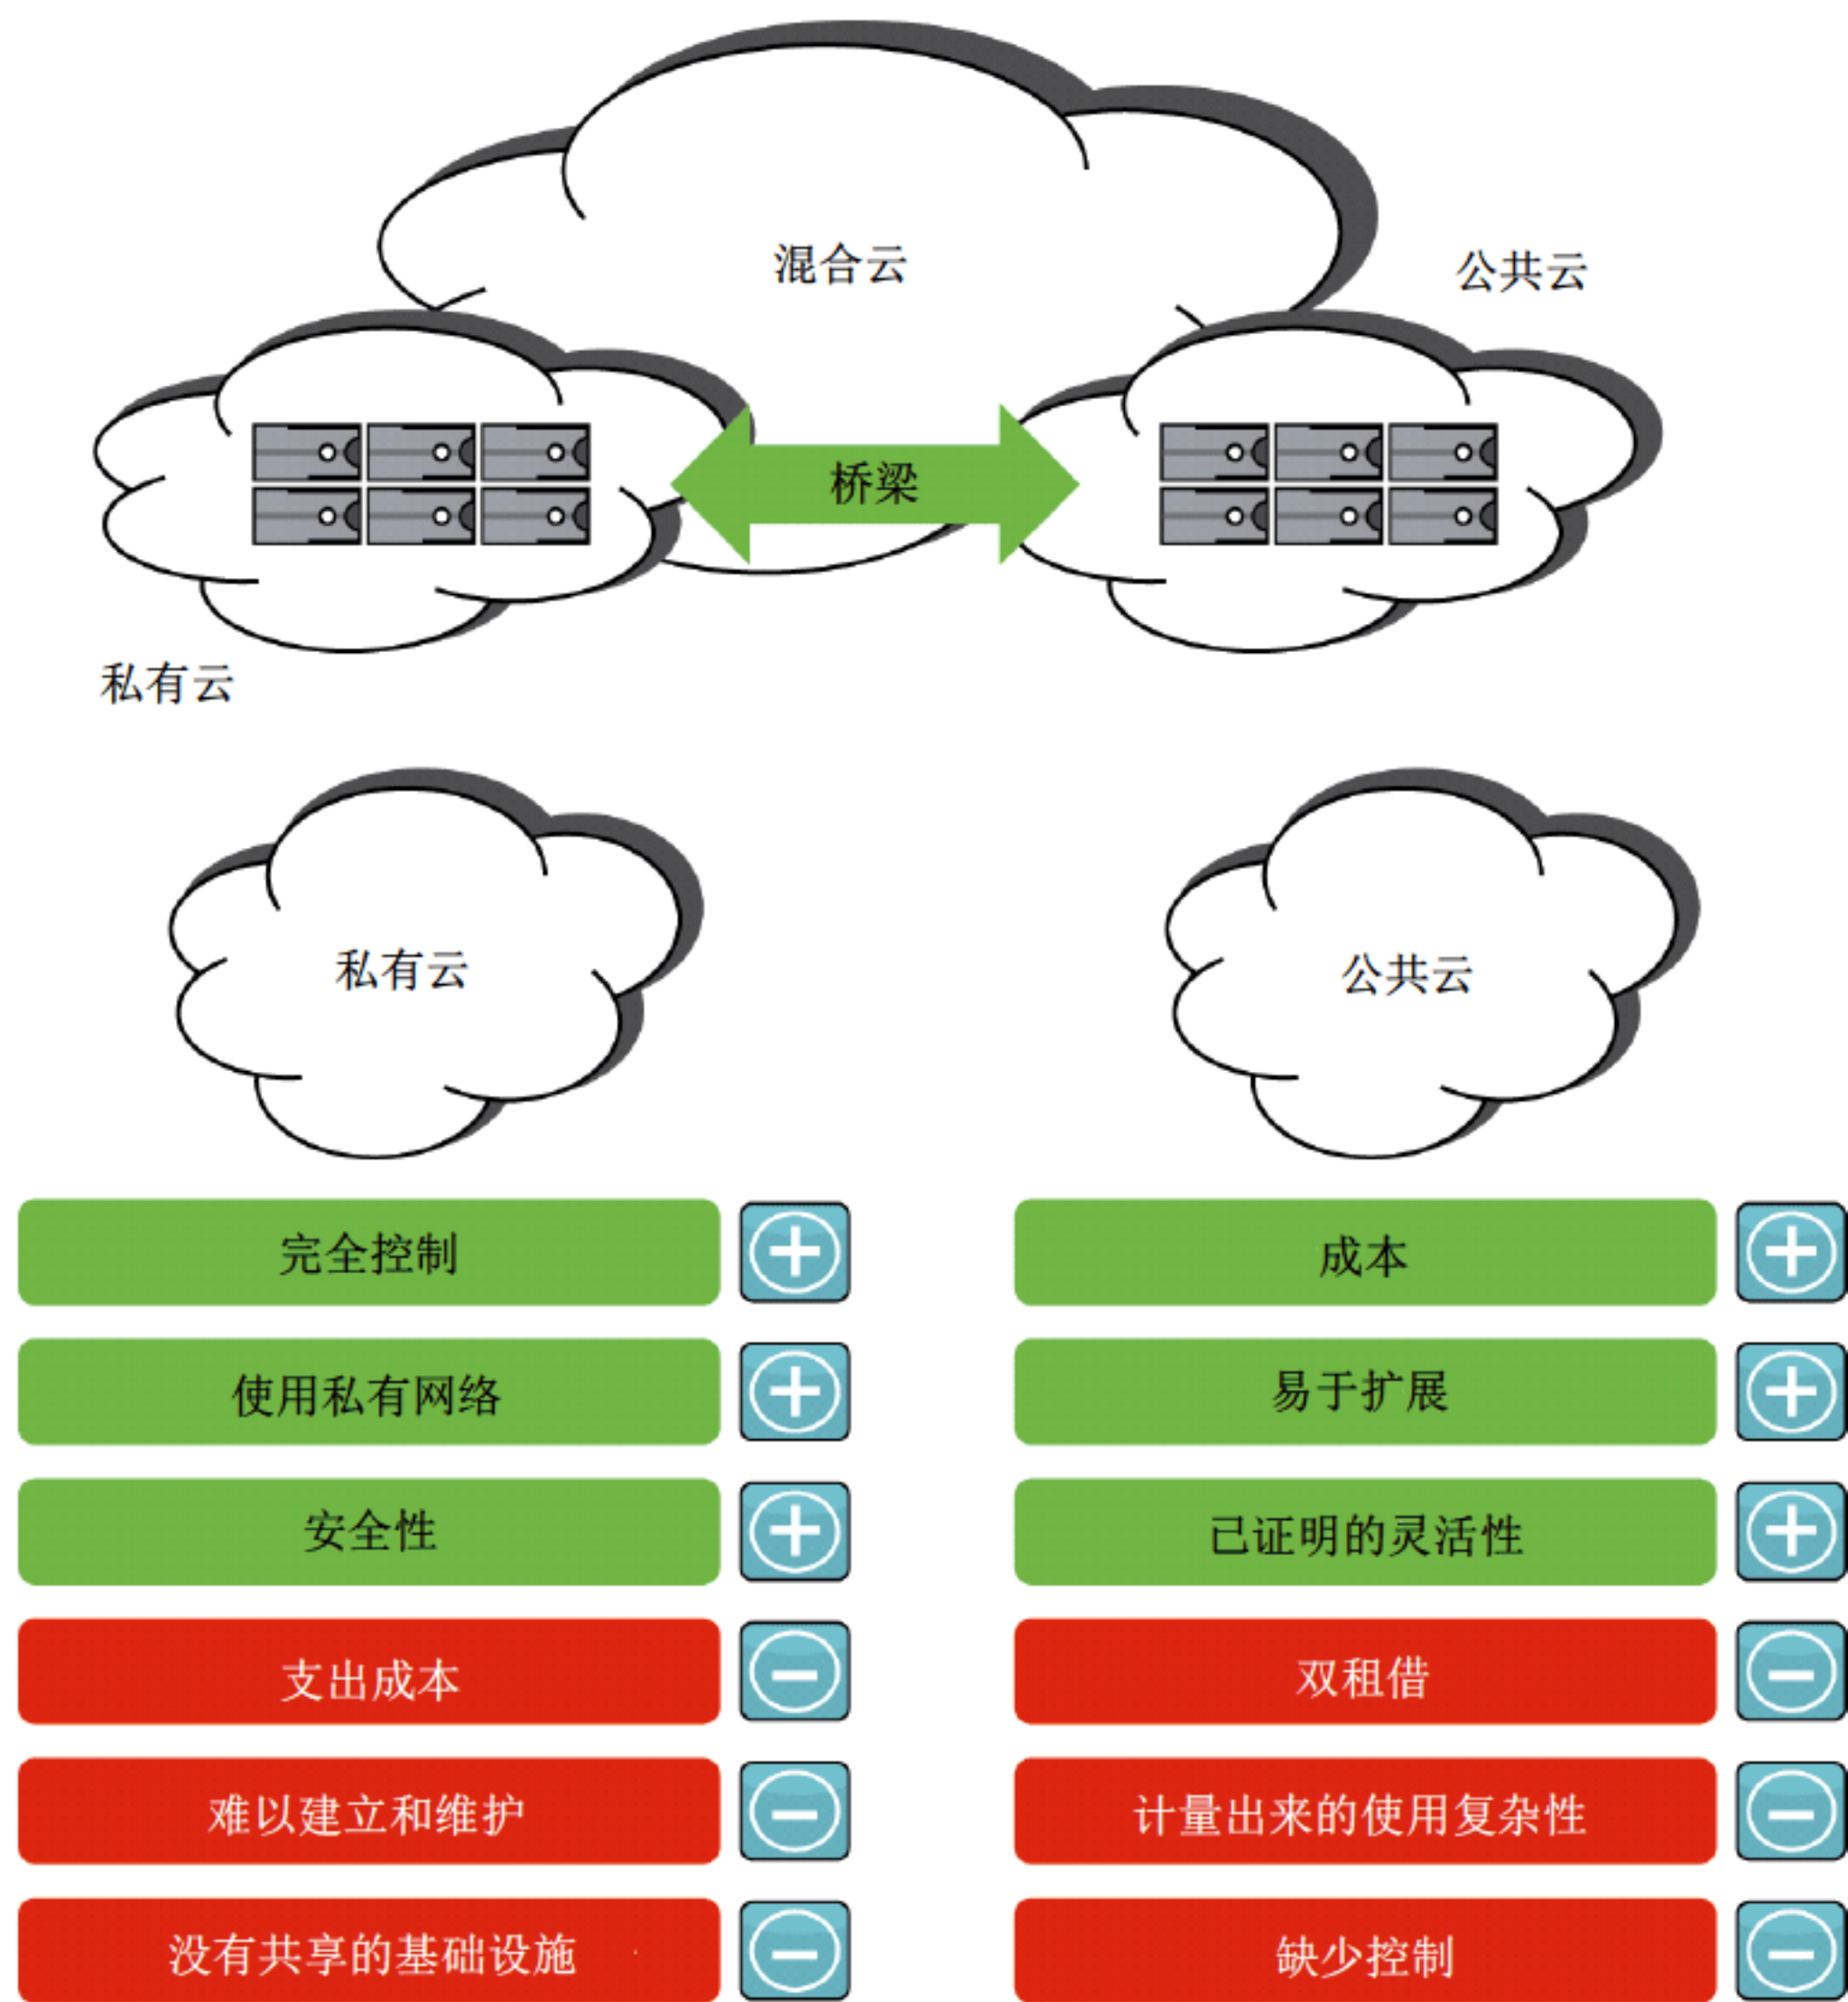 混合云
公共云
桥梁
私有云
私有云
公共云
完全控制
成本
使用私有网络
易于扩展
安全性
已证明的灵活性
支出成本
双租借
难以建立和维护
计量出来的使用复杂性
没有共享的基础设施
缺少控制